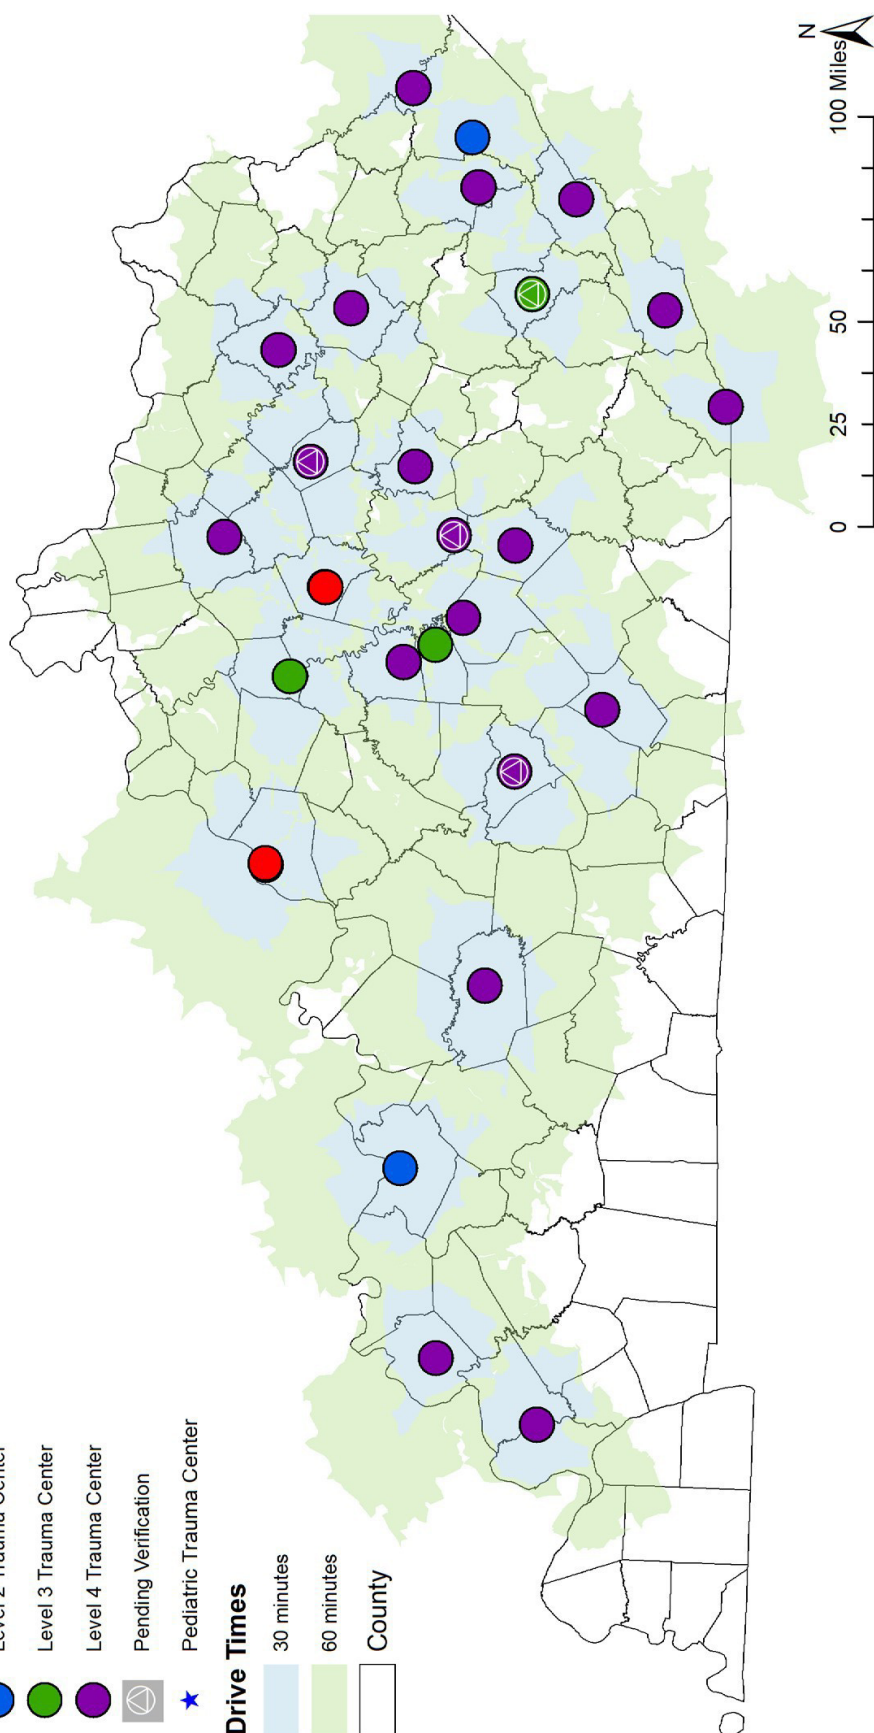 Level 2 Trauma Center
Level 3 Trauma Center
Level 4 Trauma Center
Pending Verification
Pediatric Trauma Center
Drive Times
30 minutes
60 minutes
County
N
0 25 50 100 Miles